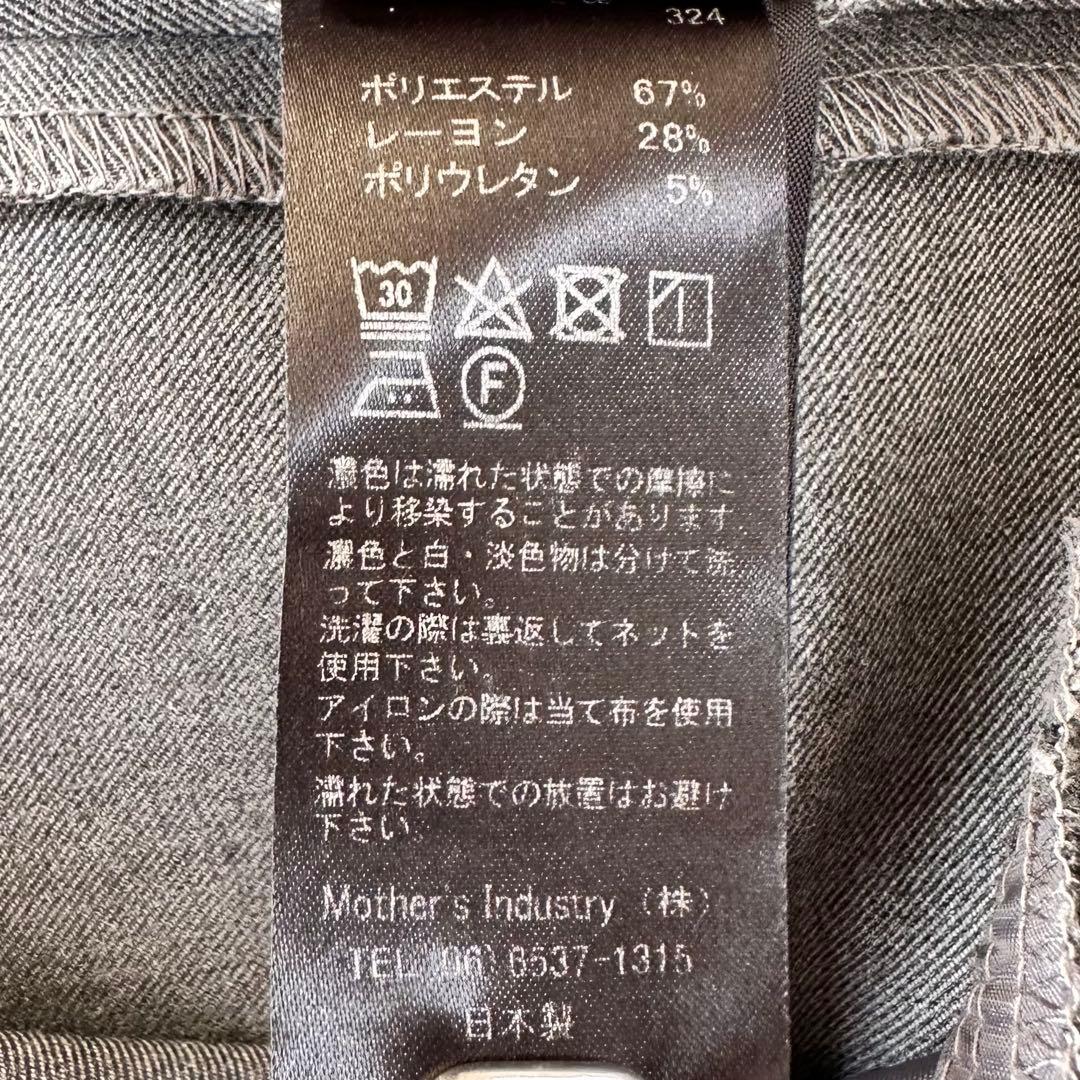 324
ポリエステル 67%
レーヨン 28%
ポリウレタン 5%
30
F
濃色は濡れた状態での摩擦に
より移染することがあります
濃色と白・淡色物は分けて洗
って下さい。
洗濯の際は裏返してネットを
使用下さい。
アイロンの際は当て布を使用
下さい。
濡れた状態での放置はお避け
下さい
Mother's Industry (株)
TEL (06) 6537-1315
日本製